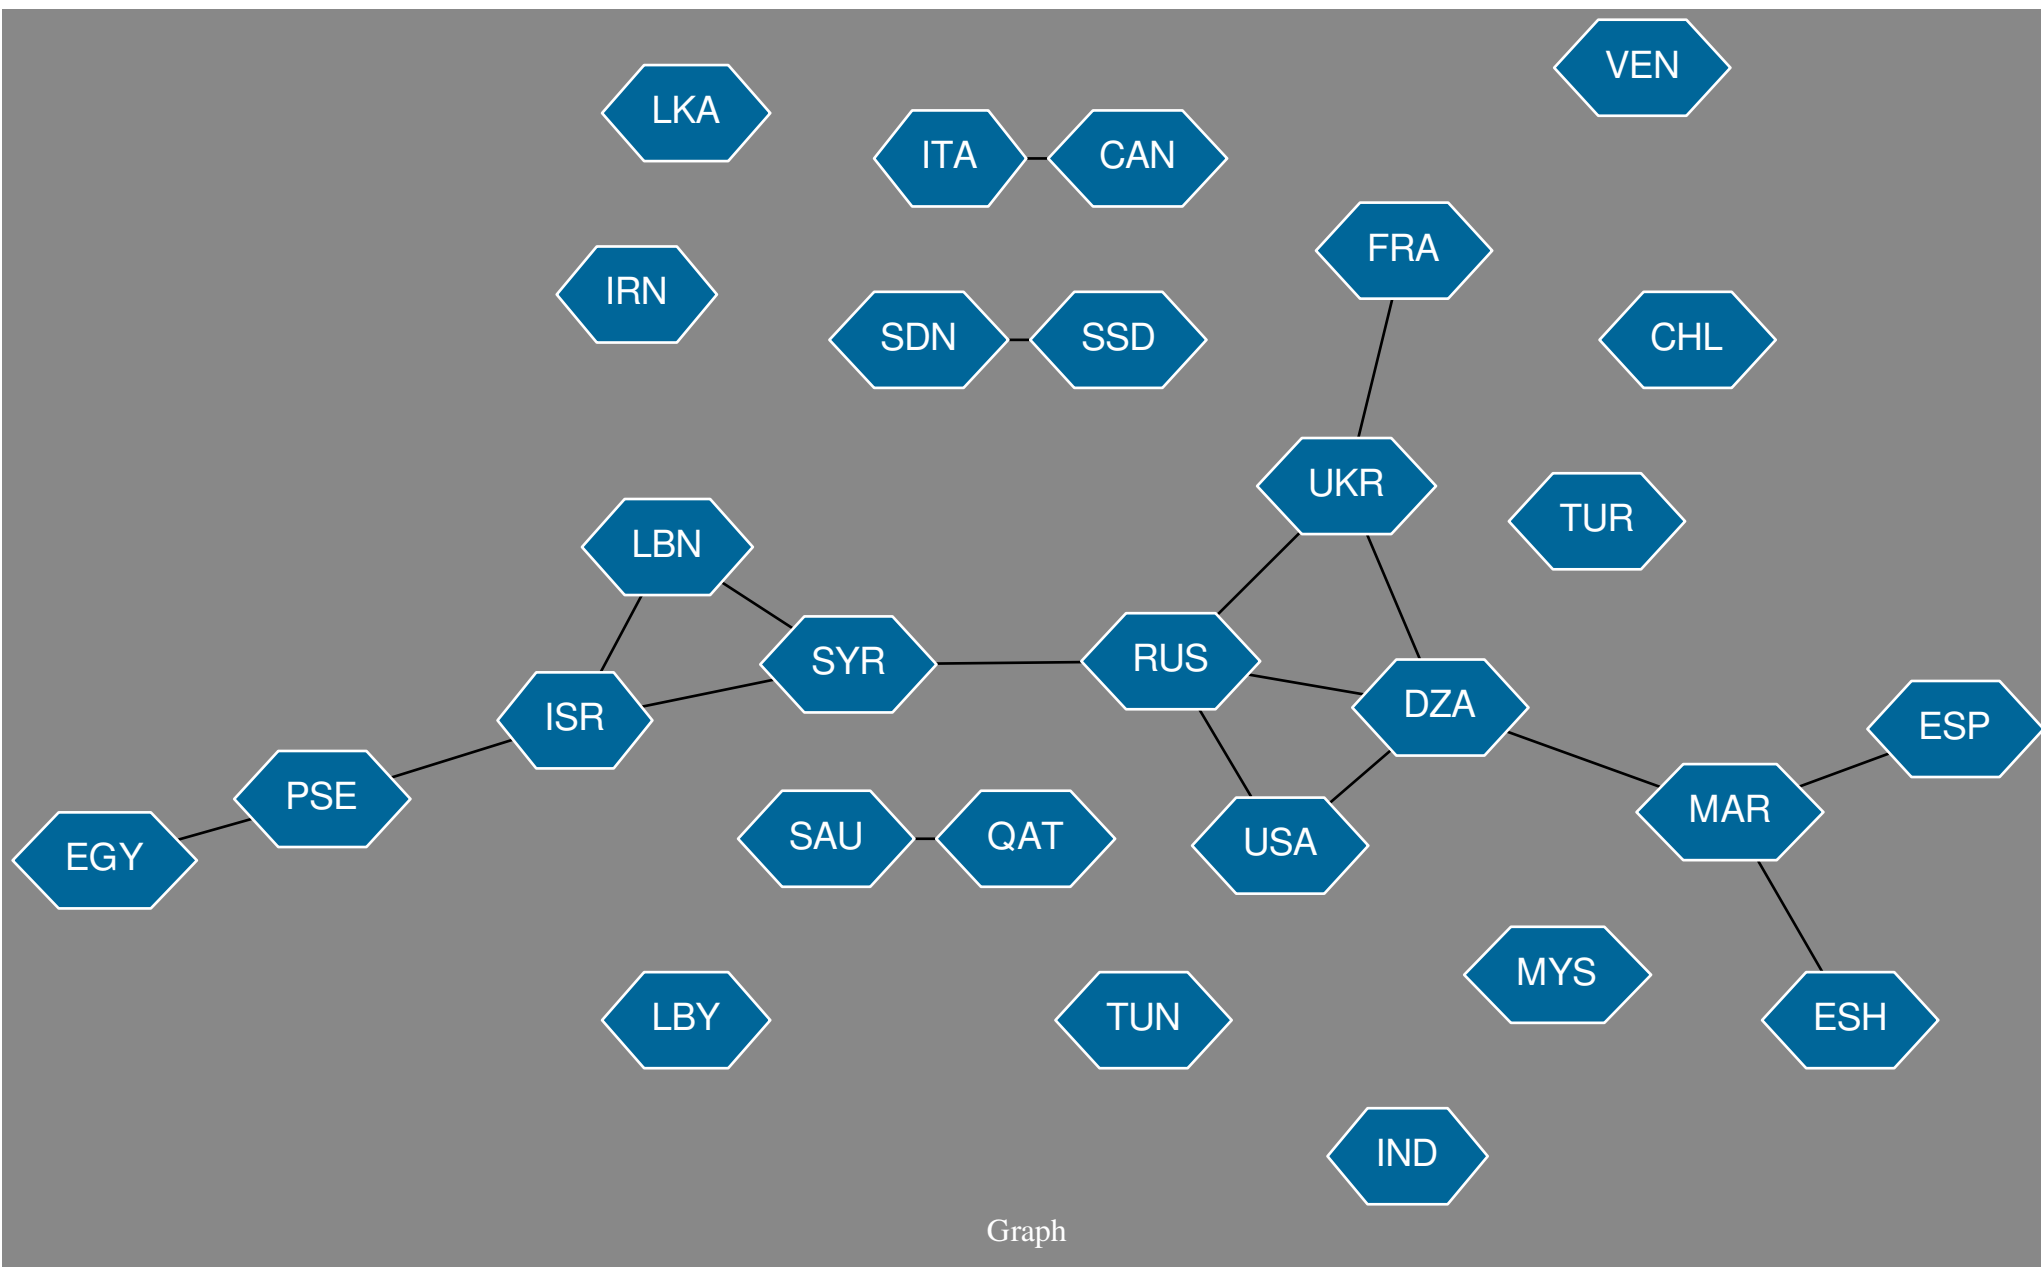 VEN
LKA
ITA
CAN
FRA
IRN
SDN
SSD
CHL
UKR
TUR
LBN
SYR
RUS
DZA
ISR
ESP
PSE
MAR
EGY
SAU
QAT
USA
MYS
LBY
TUN
ESH
IND
Graph